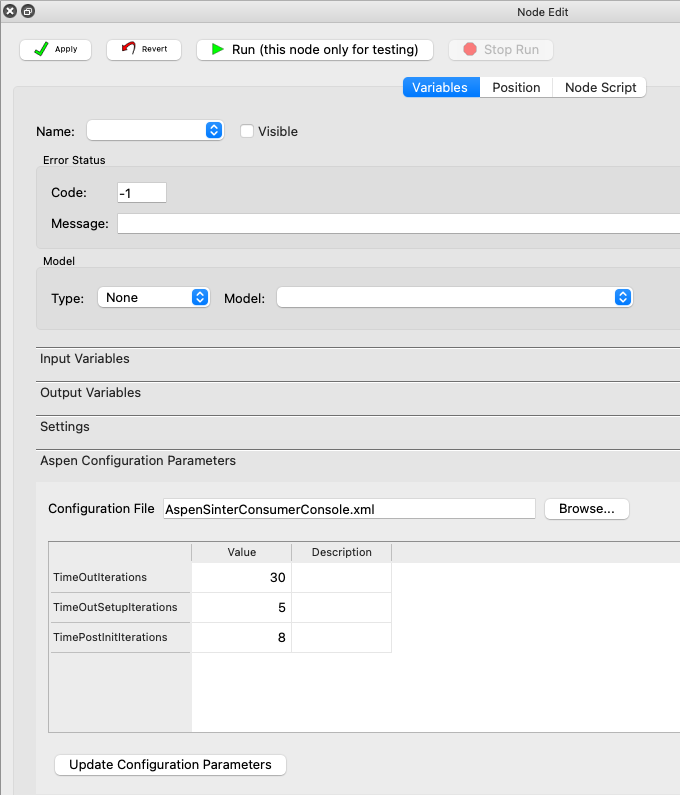 Node Edit
Apply Revert Run (this node only for testing) Stop Run
Variables Position Node Script
Name: Visible
Error Status
Code: -1
Message:
Model
Type: None Model:
Input Variables
Output Variables
Settings
Aspen Configuration Parameters
Configuration File AspenSinterConsumerConsole.xml Browse...
Value Description
TimeOutIterations 30
TimeOutSetupIterations 5
TimePostInitIterations 8
Update Configuration Parameters